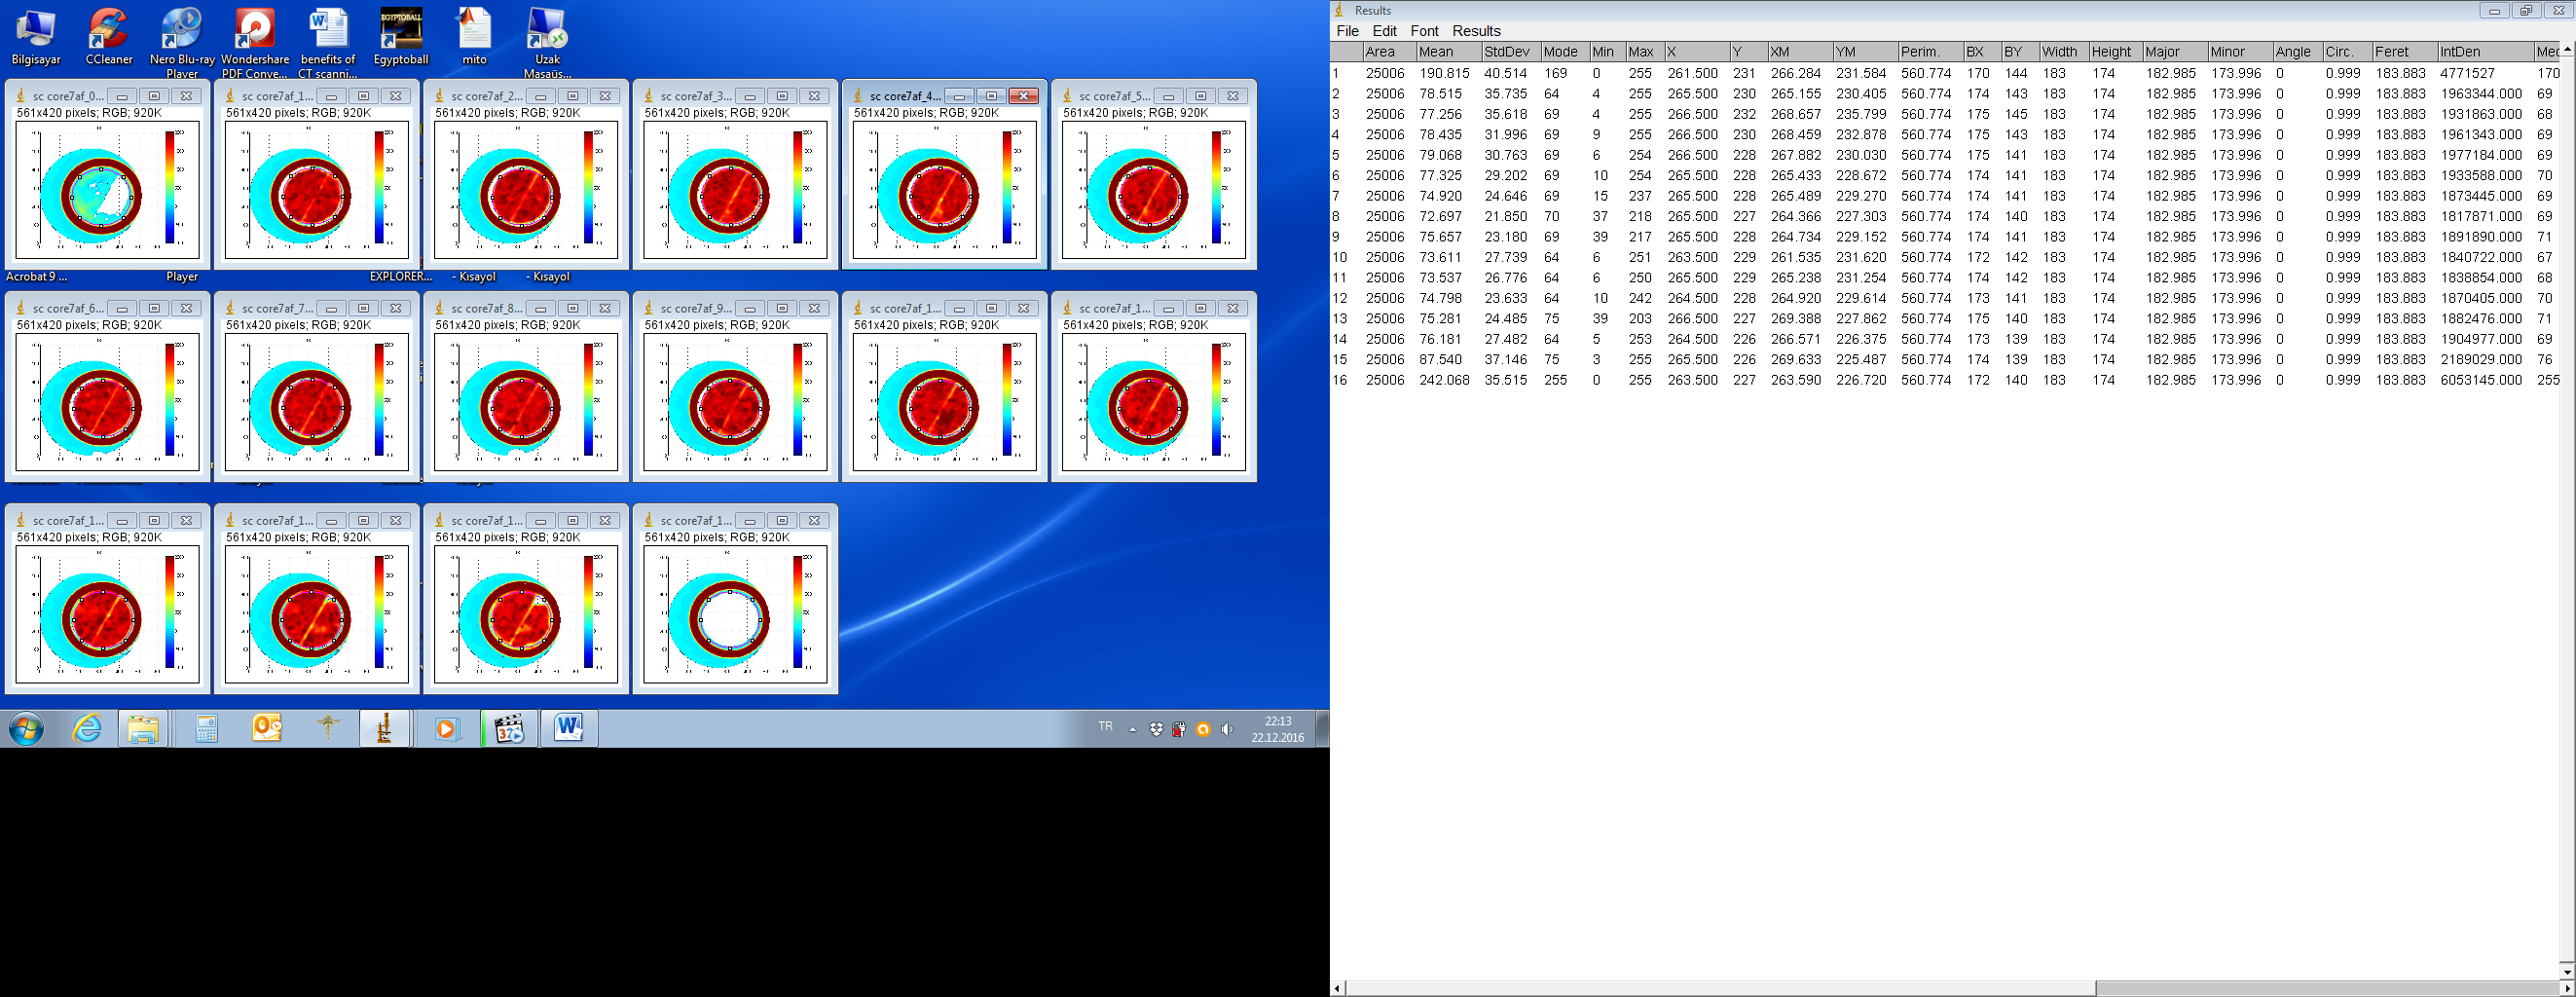 Bilgisayar
CCleaner
Nero Blu-ray Player
Wondershare PDF Conve...
benefits of CT scanni...
Egyptoball
mito
Uzak Masaüs...
EGYPTOBALL
sc core7af_0...
sc core7af_1...
sc core7af_2...
sc core7af_3...
sc core7af_4...
sc core7af_5...
561x420 pixels; RGB; 920K
561x420 pixels; RGB; 920K
561x420 pixels; RGB; 920K
561x420 pixels; RGB; 920K
561x420 pixels; RGB; 920K
561x420 pixels; RGB; 920K
Acrobat 9 ...
Player
EXPLORER...
- Kısayol
- Kısayol
sc core7af_6...
sc core7af_7...
sc core7af_8...
sc core7af_9...
sc core7af_1...
sc core7af_1...
561x420 pixels; RGB; 920K
561x420 pixels; RGB; 920K
561x420 pixels; RGB; 920K
561x420 pixels; RGB; 920K
561x420 pixels; RGB; 920K
561x420 pixels; RGB; 920K
sc core7af_1...
sc core7af_1...
sc core7af_1...
sc core7af_1...
561x420 pixels; RGB; 920K
561x420 pixels; RGB; 920K
561x420 pixels; RGB; 920K
561x420 pixels; RGB; 920K
TR
22:13
22.12.2016
Results
File Edit Font Results
Area Mean StdDev Mode Min Max X Y XM YM Perim. BX BY Width Height Major Minor Angle Circ. Feret IntDen Med
1 25006 190.815 40.514 169 0 255 261.500 231 266.284 231.584 560.774 170 144 183 174 182.985 173.996 0 0.999 183.883 4771527 170
2 25006 78.515 35.735 64 4 255 265.500 230 265.155 230.405 560.774 174 143 183 174 182.985 173.996 0 0.999 183.883 1963344.000 69
3 25006 77.256 35.618 69 4 255 266.500 232 268.657 235.799 560.774 175 145 183 174 182.985 173.996 0 0.999 183.883 1931863.000 68
4 25006 78.435 31.996 69 9 255 266.500 230 268.459 232.878 560.774 175 143 183 174 182.985 173.996 0 0.999 183.883 1961343.000 69
5 25006 79.068 30.763 69 6 254 266.500 228 267.882 230.030 560.774 175 141 183 174 182.985 173.996 0 0.999 183.883 1977184.000 69
6 25006 77.325 29.202 69 10 254 265.500 228 265.433 228.672 560.774 174 141 183 174 182.985 173.996 0 0.999 183.883 1933588.000 70
7 25006 74.920 24.646 69 15 237 265.500 228 265.489 229.270 560.774 174 141 183 174 182.985 173.996 0 0.999 183.883 1873445.000 69
8 25006 72.697 21.850 70 37 218 265.500 227 264.366 227.303 560.774 174 140 183 174 182.985 173.996 0 0.999 183.883 1817871.000 69
9 25006 75.657 23.180 69 39 217 265.500 228 264.734 229.152 560.774 174 141 183 174 182.985 173.996 0 0.999 183.883 1891890.000 71
10 25006 73.611 27.739 64 6 251 263.500 229 261.535 231.620 560.774 172 142 183 174 182.985 173.996 0 0.999 183.883 1840722.000 67
11 25006 73.537 26.776 64 6 250 265.500 229 265.238 231.254 560.774 174 142 183 174 182.985 173.996 0 0.999 183.883 1838854.000 68
12 25006 74.798 23.633 64 10 242 264.500 228 264.920 229.614 560.774 173 141 183 174 182.985 173.996 0 0.999 183.883 1870405.000 70
13 25006 75.281 24.485 75 39 203 266.500 227 269.388 227.862 560.774 175 140 183 174 182.985 173.996 0 0.999 183.883 1882476.000 71
14 25006 76.181 27.482 64 5 253 264.500 226 266.571 226.375 560.774 173 139 183 174 182.985 173.996 0 0.999 183.883 1904977.000 69
15 25006 87.540 37.146 75 3 255 265.500 226 269.633 225.487 560.774 174 139 183 174 182.985 173.996 0 0.999 183.883 2189029.000 76
16 25006 242.068 35.515 255 0 255 263.500 227 263.590 226.720 560.774 172 140 183 174 182.985 173.996 0 0.999 183.883 6053145.000 255